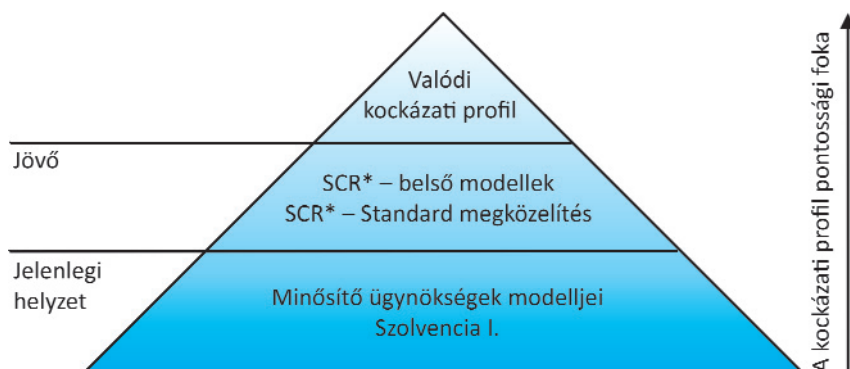 Valódi
kockázati profil
Jövő
SCR* – belső modellek
SCR* – Standard megközelítés
Jelenlegi
helyzet
Minősítő ügynökségek modelljei
Szolvencia I.
A kockázati profil pontossági foka